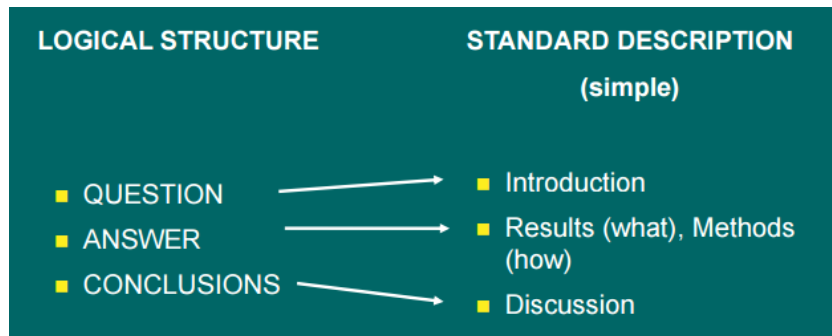 LOGICAL STRUCTURE
QUESTION
ANSWER
CONCLUSIONS
STANDARD DESCRIPTION
(simple)
Introduction
Results (what), Methods
(how)
Discussion